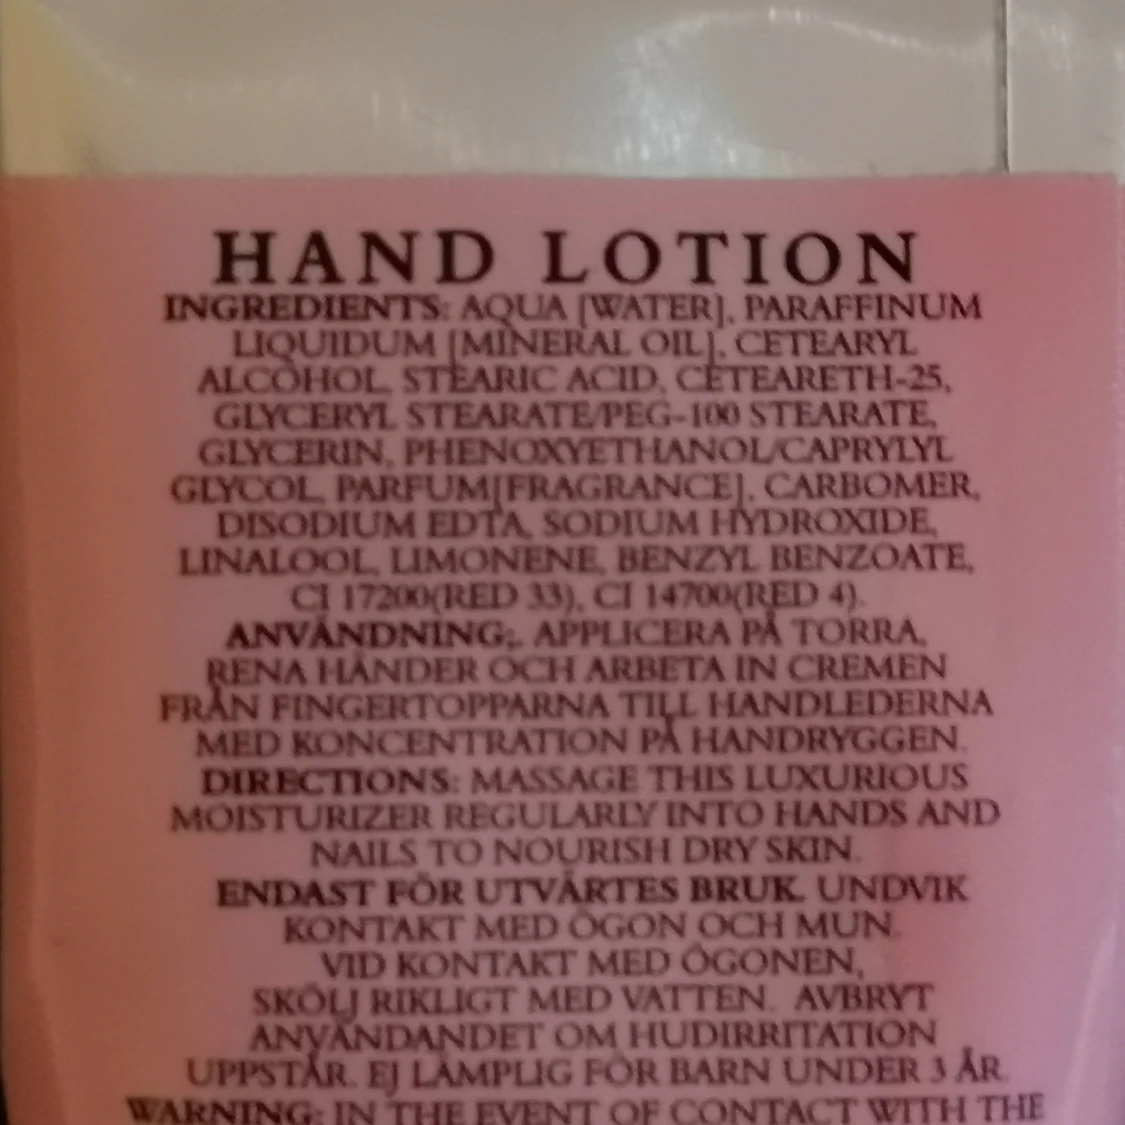 HAND LOTION
INGREDIENTS: AQUA [WATER], PARAFFINUM
LIQUIDUM [MINERAL OIL], CETEARYL
ALCOHOL, STEARIC ACID, CETEARETH-25,
GLYCERYL STEARATE/PEG-100 STEARATE,
GLYCERIN, PHENOXYETHANOL/CAPRYLYL
GLYCOL, PARFUM[FRAGRANCE], CARBOMER,
DISODIUM EDTA, SODIUM HYDROXIDE,
LINALOOL, LIMONENE, BENZYL BENZOATE,
CI 17200(RED 33), CI 14700(RED 4).
ANVÄNDNING:. APPLICERA PÅ TORRA,
RENA HÄNDER OCH ARBETA IN CREMEN
FRÅN FINGERTOPPARNA TILL HANDLEDERNA
MED KONCENTRATION PÅ HANDRYGGEN.
DIRECTIONS: MASSAGE THIS LUXURIOUS
MOISTURIZER REGULARLY INTO HANDS AND
NAILS TO NOURISH DRY SKIN.
ENDAST FÖR UTVÄRTES BRUK. UNDVIK
KONTAKT MED ÖGON OCH MUN.
VID KONTAKT MED ÖGONEN,
SKÖLJ RIKLIGT MED VATTEN. AVBRYT
ANVÄNDANDET OM HUDIRRITATION
UPPSTÅR. EJ LÄMPLIG FÖR BARN UNDER 3 ÅR.
WARNING: IN THE EVENT OF CONTACT WITH THE